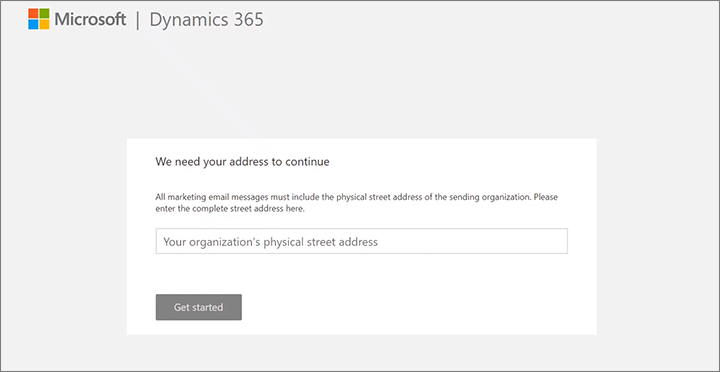 Microsoft | Dynamics 365
We need your address to continue
All marketing email messages must include the physical street address of the sending organization. Please
enter the complete street address here.
Your organization's physical street address
Get started